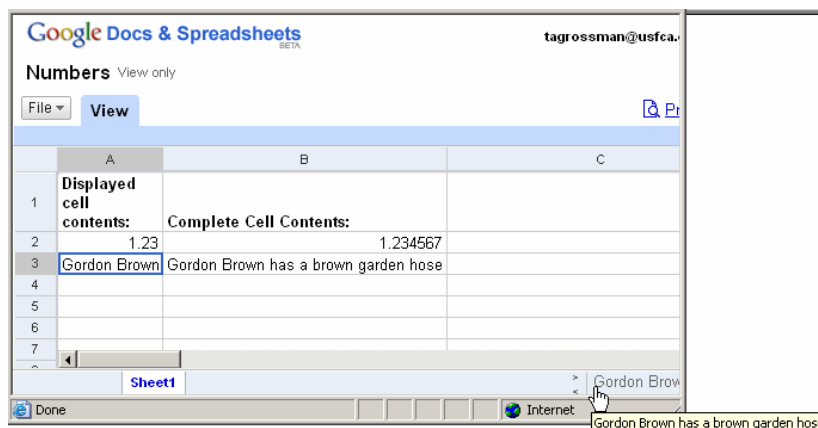 Google Docs & Spreadsheets
BETA
tagrossman@usfca.
Numbers View only
File View
A B C
1 Displayed cell contents: Complete Cell Contents:
2 1.23 1.234567
3 Gordon Brown Gordon Brown has a brown garden hose
4
5
6
7
Sheet1 > < Gordon Brow
Done Internet
Gordon Brown has a brown garden hos